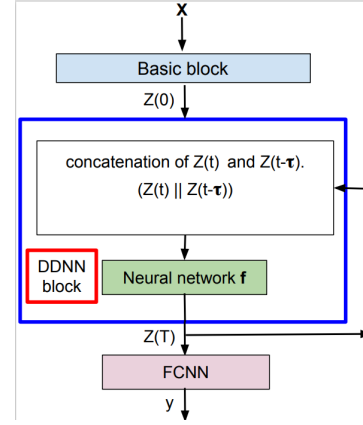 X
Basic block
Z(0)
concatenation of Z(t) and Z(t-τ).
(Z(t) || Z(t-τ))
DDNN
block
Neural network f
Z(T)
FCNN
y